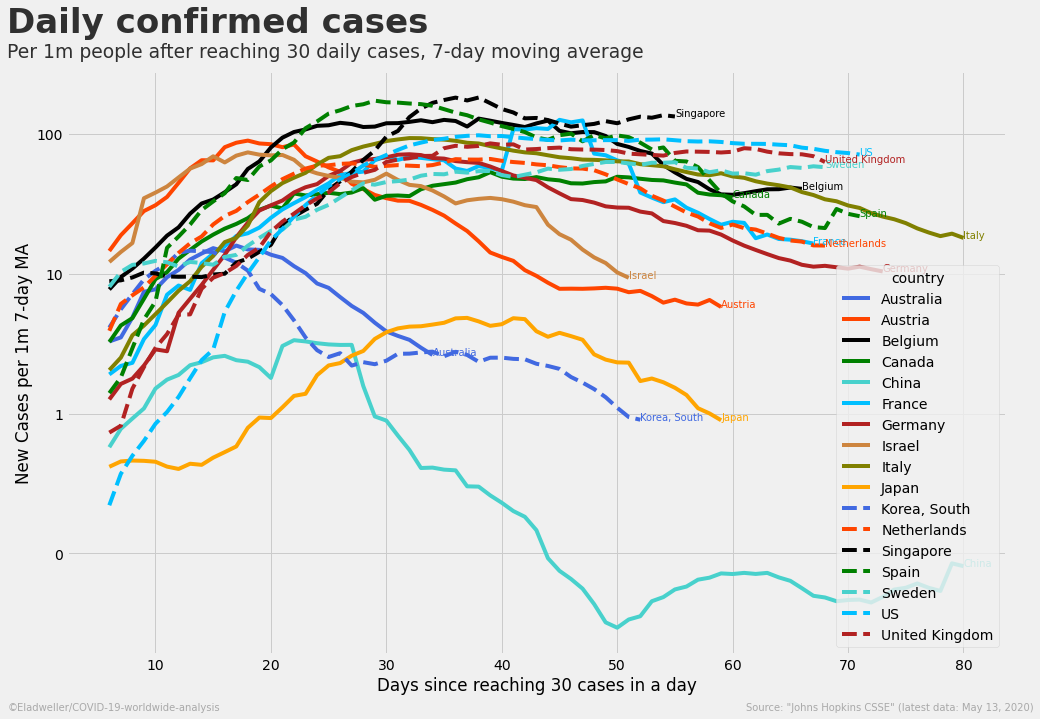 Daily confirmed cases
Per 1m people after reaching 30 daily cases, 7-day moving average
New Cases per 1m 7-day MA
100
10
1
0
Singapore
US
United Kingdom
Sweden
Belgium
Canada
Spain
Italy
France
Netherlands
Germany
Israel
Austria
Australia
Korea, South
Japan
China
country
Australia
Austria
Belgium
Canada
China
France
Germany
Israel
Italy
Japan
Korea, South
Netherlands
Singapore
Spain
Sweden
US
United Kingdom
10 20 30 40 50 60 70 80
Days since reaching 30 cases in a day
©Eladweller/COVID-19-worldwide-analysis
Source: "Johns Hopkins CSSE" (latest data: May 13, 2020)